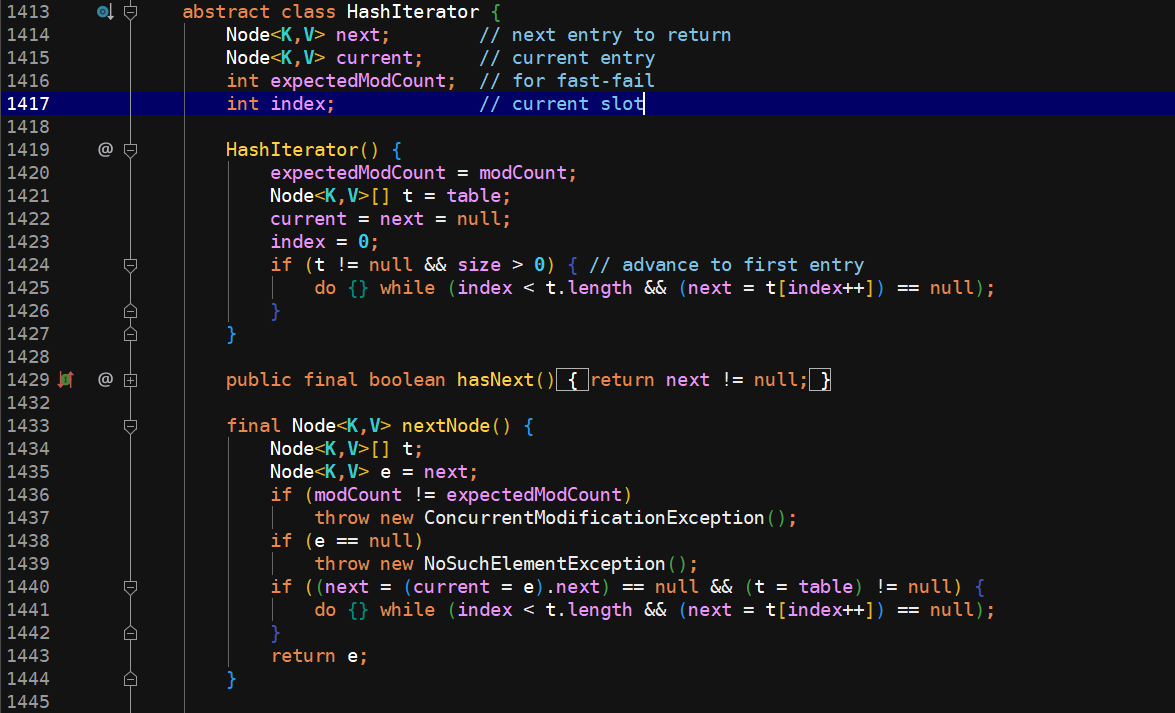 1413 abstract class HashIterator {
1414 Node<K,V> next;        // next entry to return
1415 Node<K,V> current;     // current entry
1416 int expectedModCount;  // for fast-fail
1417 int index;             // current slot
1418
1419 @ HashIterator() {
1420 expectedModCount = modCount;
1421 Node<K,V>[] t = table;
1422 current = next = null;
1423 index = 0;
1424 if (t != null && size > 0) { // advance to first entry
1425 do {} while (index < t.length && (next = t[index++]) == null);
1426 }
1427 }
1428
1429 @ public final boolean hasNext() { return next != null; }
1432
1433 final Node<K,V> nextNode() {
1434 Node<K,V>[] t;
1435 Node<K,V> e = next;
1436 if (modCount != expectedModCount)
1437 throw new ConcurrentModificationException();
1438 if (e == null)
1439 throw new NoSuchElementException();
1440 if ((next = (current = e).next) == null && (t = table) != null) {
1441 do {} while (index < t.length && (next = t[index++]) == null);
1442 }
1443 return e;
1444 }
1445